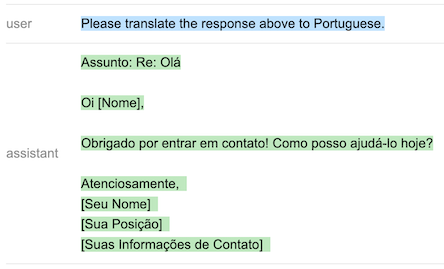 user
Please translate the response above to Portuguese.
assistant
Assunto: Re: Olá
Oi [Nome],
Obrigado por entrar em contato! Como posso ajudá-lo hoje?
Atenciosamente,
[Seu Nome]
[Sua Posição]
[Suas Informações de Contato]